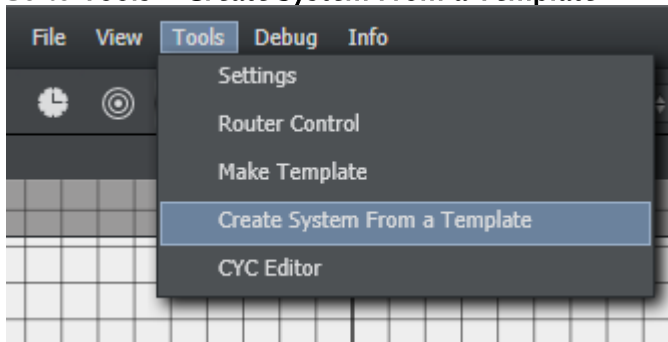 File View Tools Debug Info
Settings
Router Control
Make Template
Create System From a Template
CYC Editor